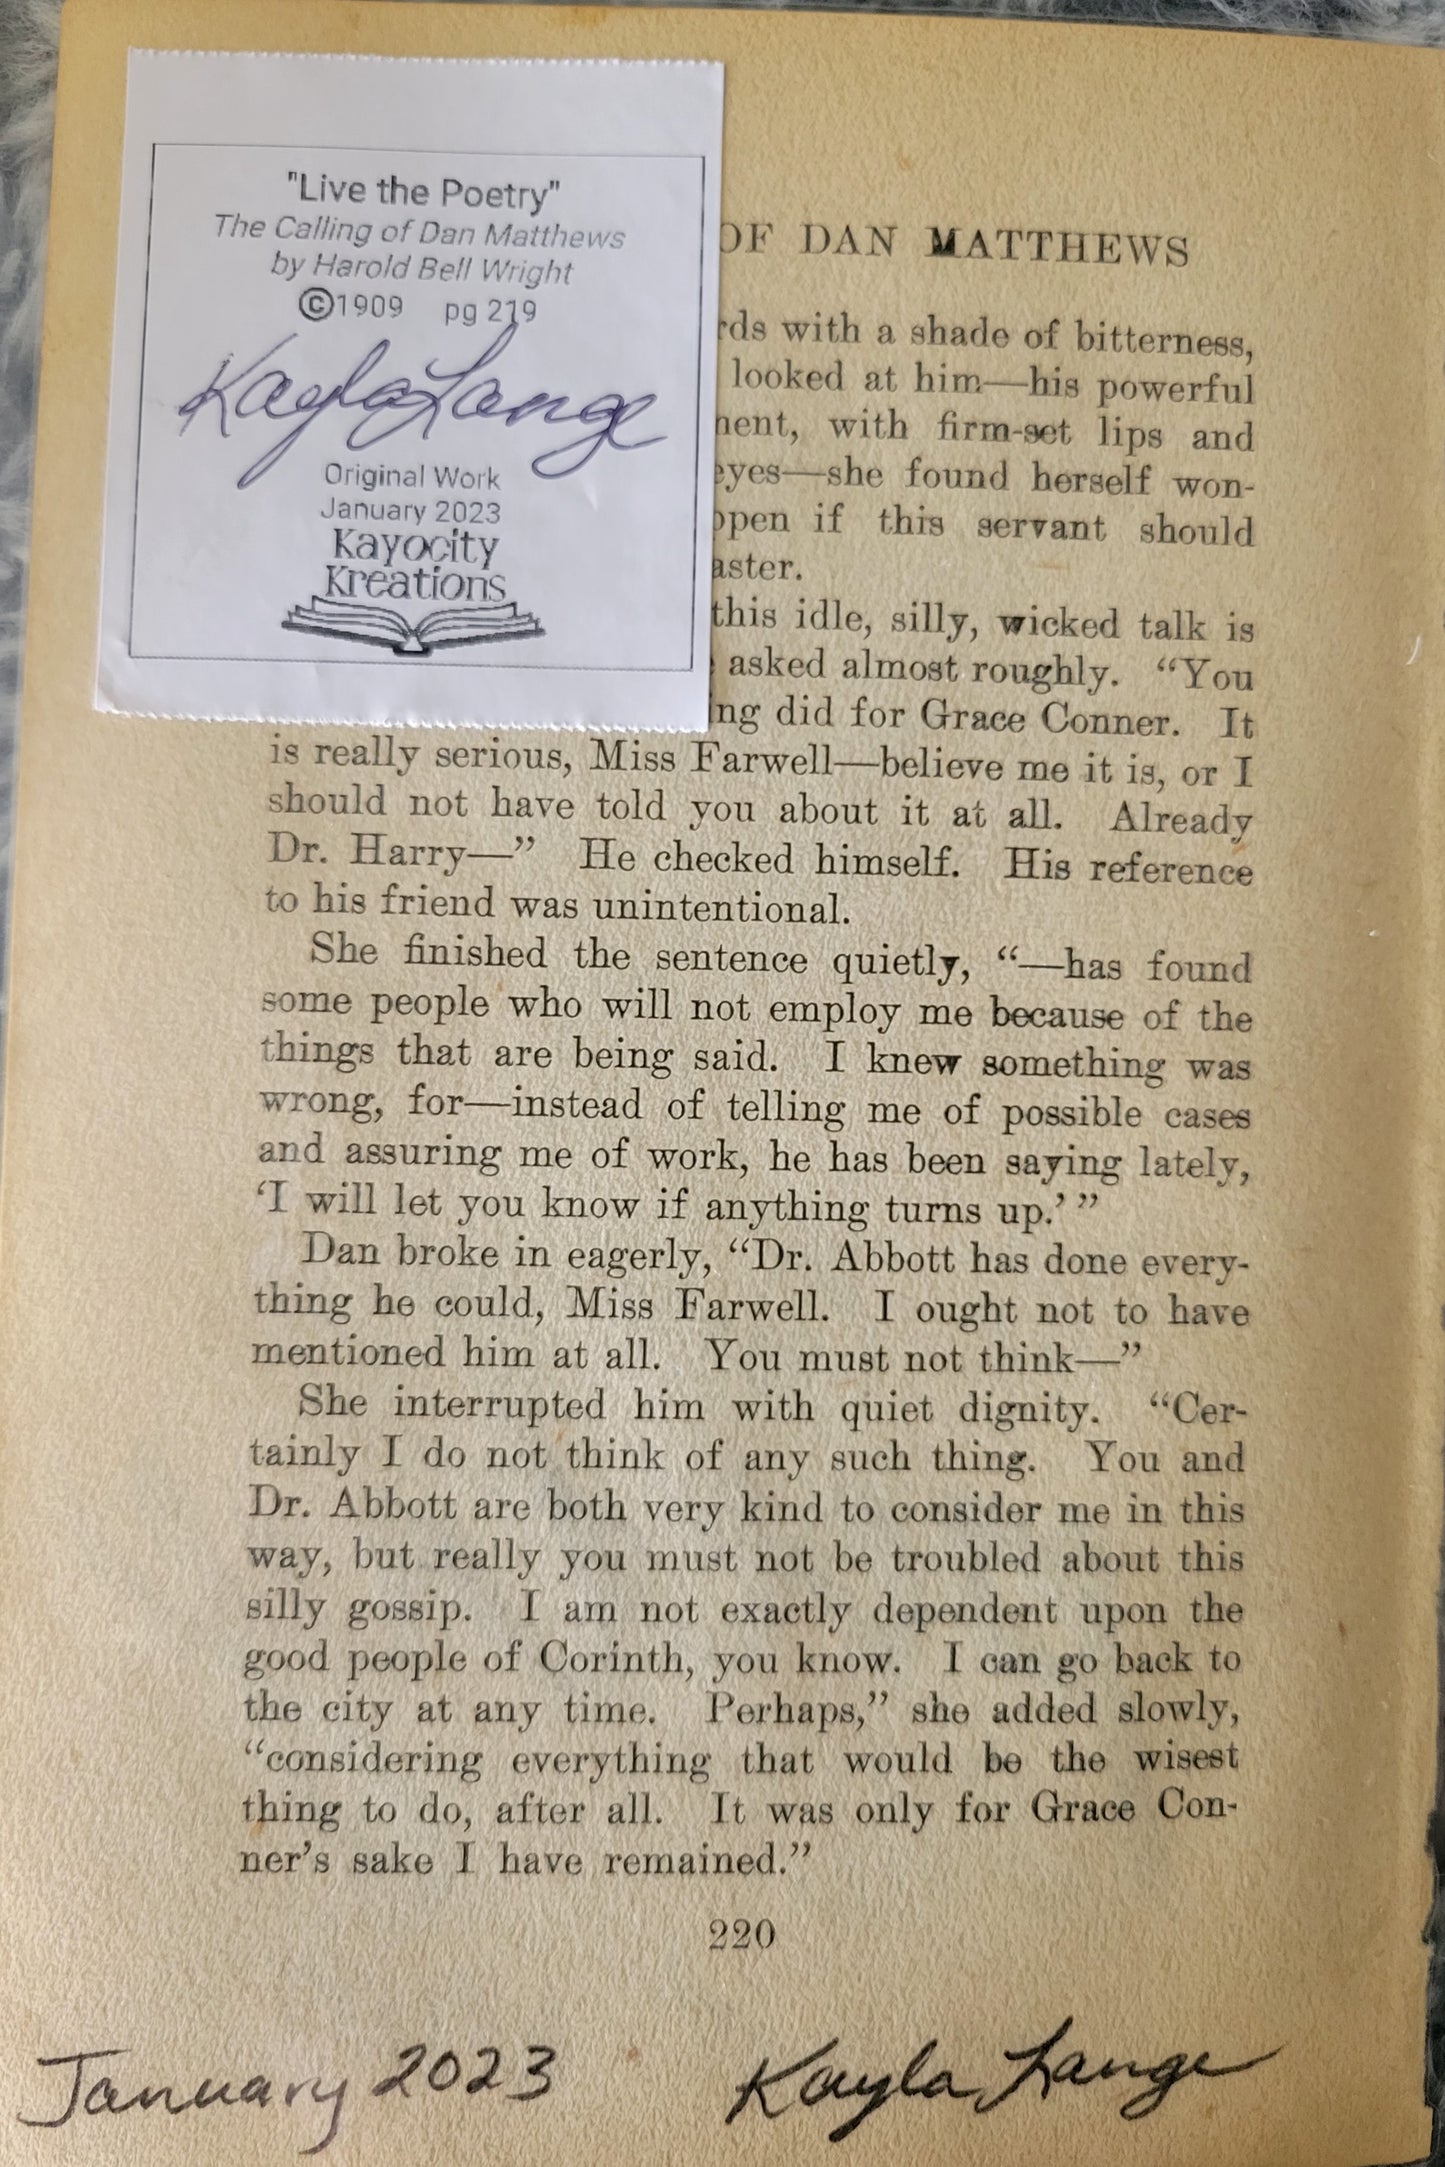 "Live the Poetry"
The Calling of Dan Matthews
by Harold Bell Wright
©1909 pg 219
Kayla Lange
Original Work
January 2023
Kayocity
Kreations
OF DAN MATTHEWS
with a shade of bitterness,
looked at him—his powerful
with firm-set lips and
eyes—she found herself won-
if this servant should
this idle, silly, wicked talk is
asked almost roughly. “You
did for Grace Conner. It
is really serious, Miss Farwell—believe me it is, or I
should not have told you about it at all. Already
Dr. Harry—” He checked himself. His reference
to his friend was unintentional.
She finished the sentence quietly, “—has found
some people who will not employ me because of the
things that are being said. I knew something was
wrong, for—instead of telling me of possible cases
and assuring me of work, he has been saying lately,
‘I will let you know if anything turns up.’ ”
Dan broke in eagerly, “Dr. Abbott has done every-
thing he could, Miss Farwell. I ought not to have
mentioned him at all. You must not think—”
She interrupted him with quiet dignity. “Cer-
tainly I do not think of any such thing. You and
Dr. Abbott are both very kind to consider me in this
way, but really you must not be troubled about this
silly gossip. I am not exactly dependent upon the
good people of Corinth, you know. I can go back to
the city at any time. Perhaps,” she added slowly,
“considering everything that would be the wisest
thing to do, after all. It was only for Grace Con-
ner’s sake I have remained.”
220
January 2023 Kayla Lange